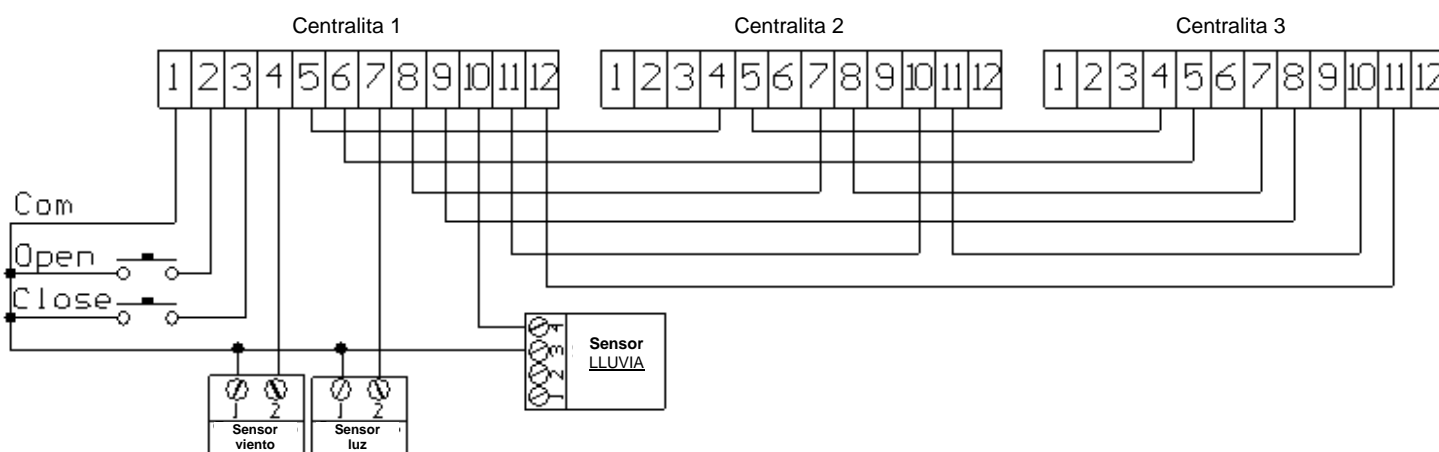 Centralita 1
Centralita 2
Centralita 3
1 2 3 4 5 6 7 8 9 10 11 12
1 2 3 4 5 6 7 8 9 10 11 12
1 2 3 4 5 6 7 8 9 10 11 12
Com
Open
Close
4
3
2
1
Sensor
LLUVIA
1 2
Sensor
viento
1 2
Sensor
luz